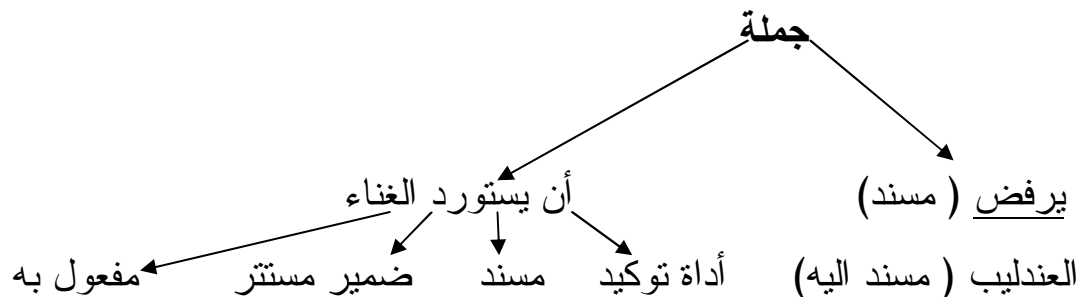 جملة
يرفض ( مسند) أن يستورد الغناء
العندليب ( مسند اليه) أداة توكيد مسند ضمير مستتر مفعول به